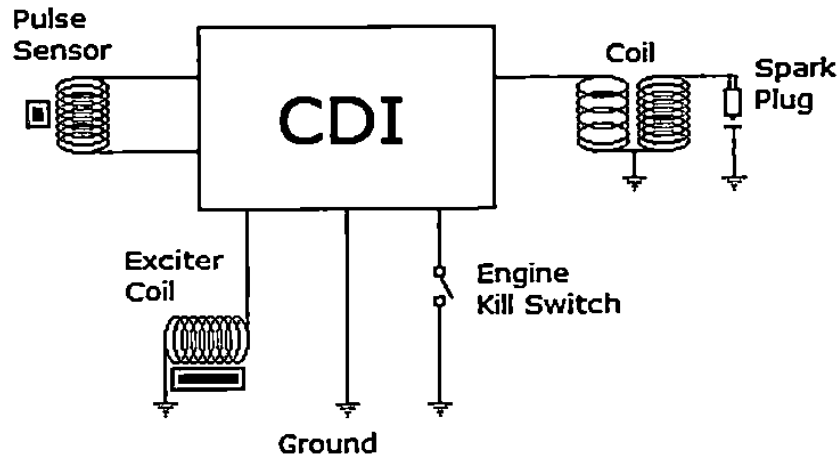 Pulse
Sensor
CDI
Coil
Spark
Plug
Exciter
Coil
Engine
Kill Switch
Ground